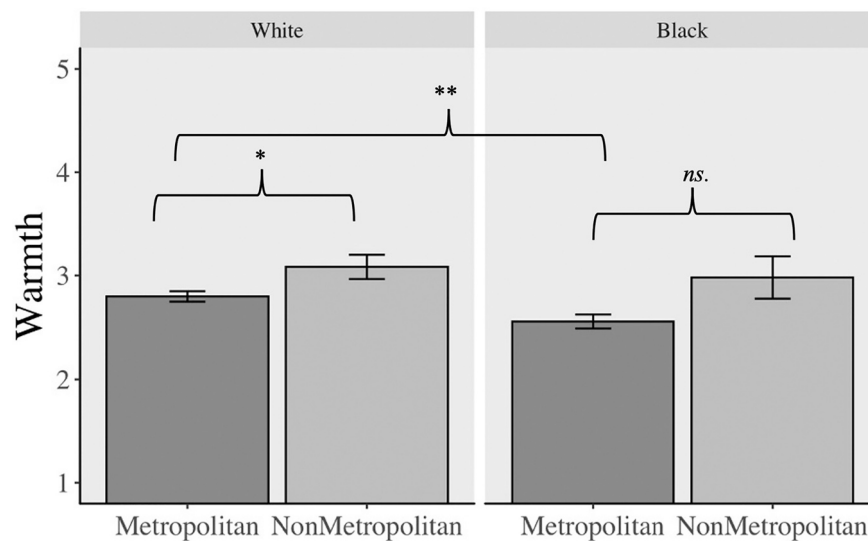 White
Black
5
4
3
2
1
Warmth
**
*
ns.
Metropolitan
NonMetropolitan
Metropolitan
NonMetropolitan